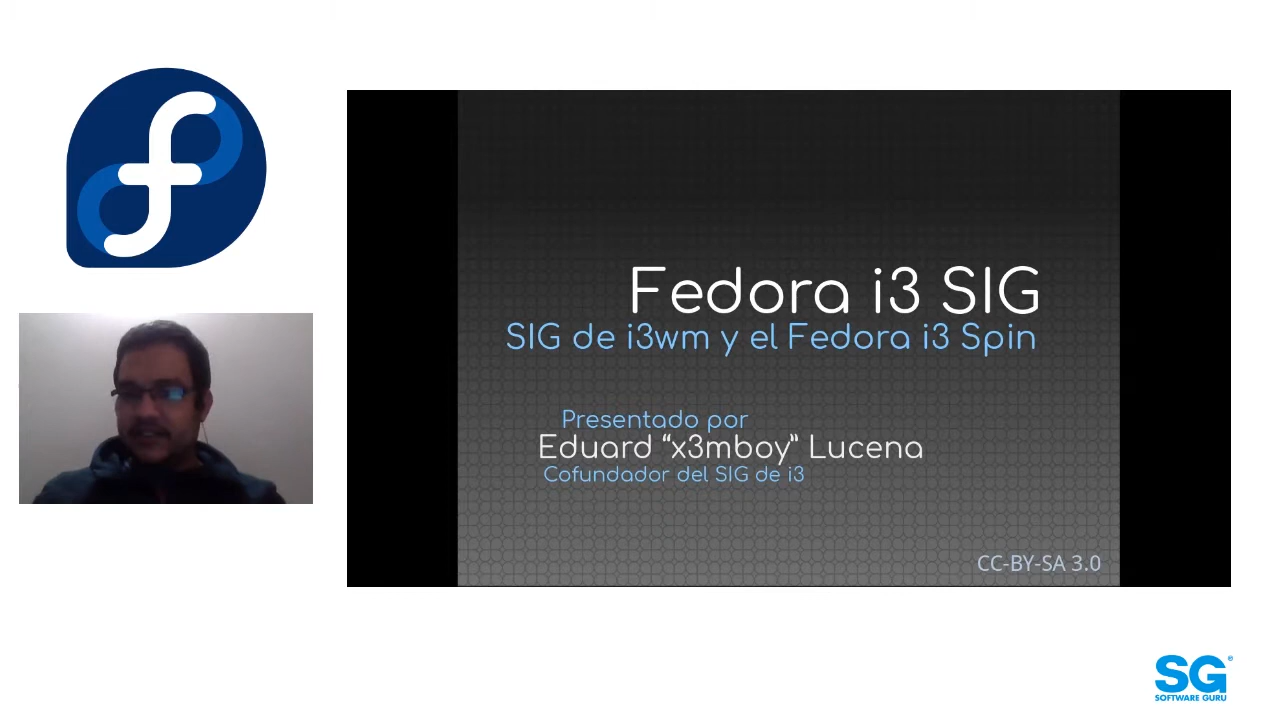 Fedora i3 SIG
SIG de i3wm y el Fedora i3 Spin
Presentado por
Eduard “x3mboy” Lucena
Cofundador del SIG de i3
CC-BY-SA 3.0
SG®
SOFTWARE GURU